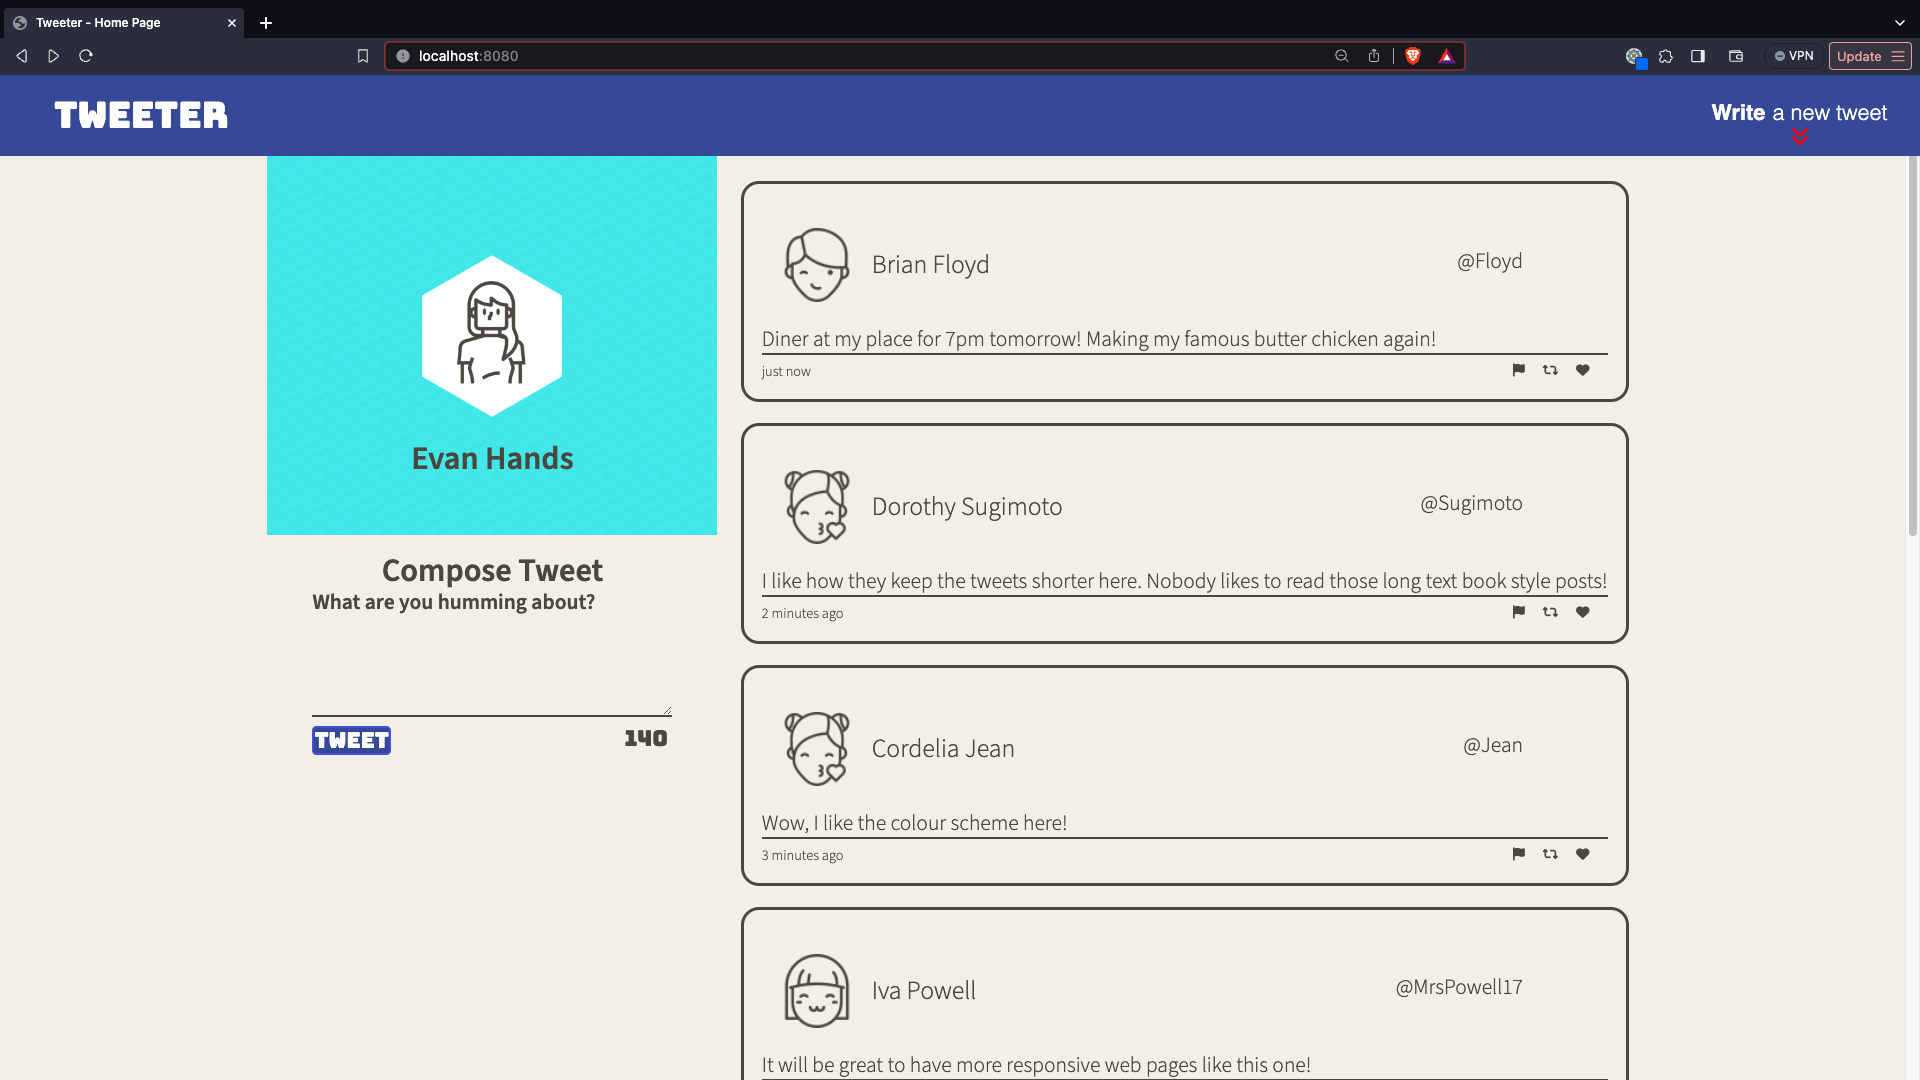 Tweeter - Home Page
localhost:8080
VPN
Update
TWEETER
Write a new tweet
Evan Hands
Compose Tweet
What are you humming about?
TWEET
140
Brian Floyd
@Floyd
Diner at my place for 7pm tomorrow! Making my famous butter chicken again!
just now
Dorothy Sugimoto
@Sugimoto
I like how they keep the tweets shorter here. Nobody likes to read those long text book style posts!
2 minutes ago
Cordelia Jean
@Jean
Wow, I like the colour scheme here!
3 minutes ago
Iva Powell
@MrsPowell17
It will be great to have more responsive web pages like this one!